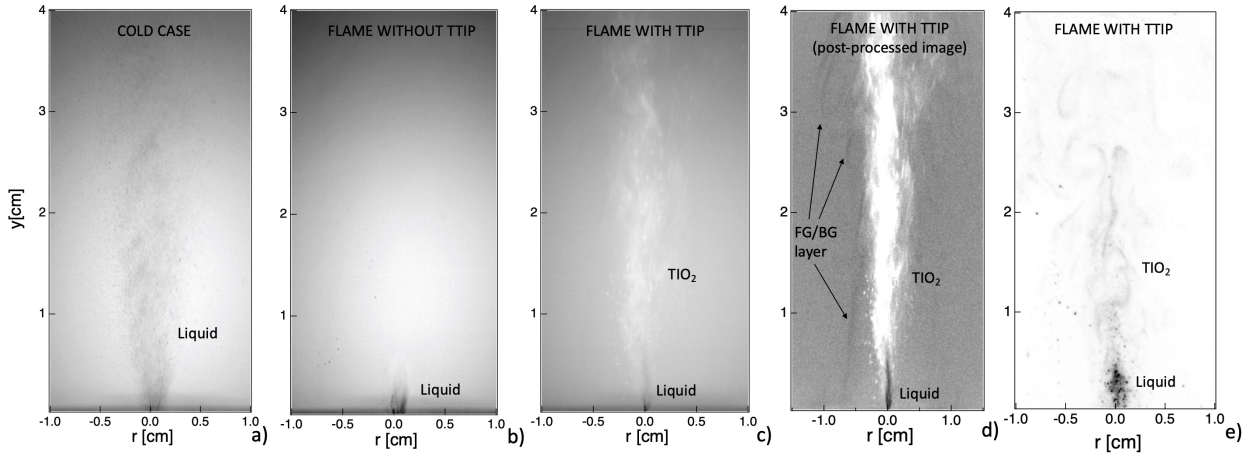 COLD CASE
FLAME WITHOUT TTIP
FLAME WITH TTIP
FLAME WITH TTIP
(post-processed image)
FLAME WITH TTIP
y[cm]
4
3
2
1
Liquid
-1.0 -0.5 0.0 0.5 1.0
r [cm]
a)
4
3
2
1
Liquid
-1.0 -0.5 0.0 0.5 1.0
r [cm]
b)
4
3
2
1
TIO₂
Liquid
-1.0 -0.5 0.0 0.5 1.0
r [cm]
c)
4
3
2
1
FG/BG
layer
TIO₂
Liquid
-1.0 0.0 1.0
r [cm]
d)
4
3
2
1
TIO₂
Liquid
-1.0 -0.5 0.0 0.5 1.0
r [cm]
e)